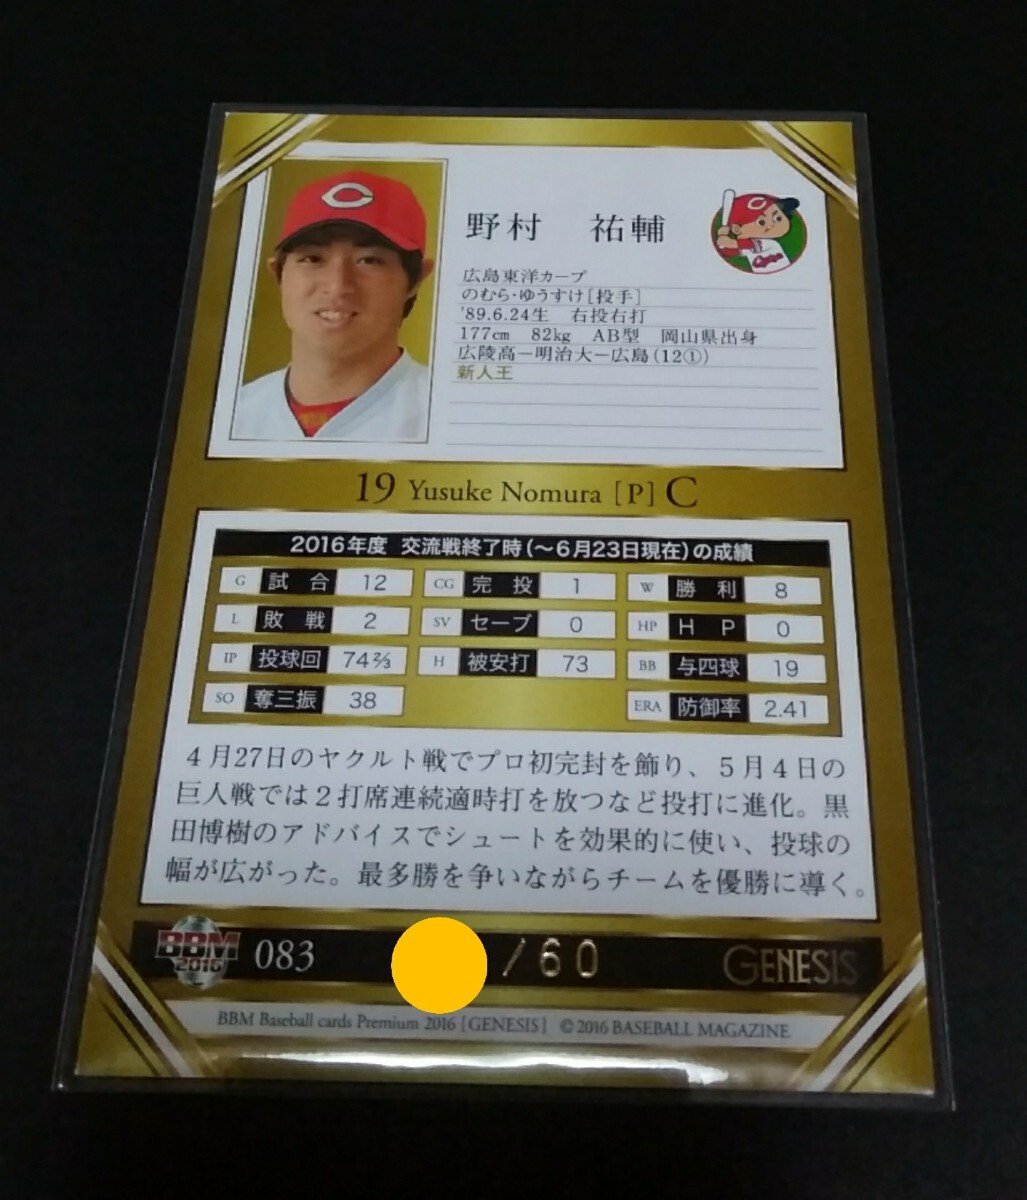 C
野村 祐輔
広島東洋カープ
のむら・ゆうすけ[投手]
'89.6.24生 右投右打
177cm 82kg AB型 岡山県出身
広陵高－明治大－広島(12①)
新人王
19 Yusuke Nomura [P] C
2016年度 交流戦終了時(～6月23日現在)の成績
G 試合 12 CG 完投 1 W 勝利 8
L 敗戦 2 SV セーブ 0 HP H P 0
IP 投球回 74⅔ H 被安打 73 BB 与四球 19
SO 奪三振 38 ERA 防御率 2.41
4月27日のヤクルト戦でプロ初完封を飾り、5月4日の
巨人戦では2打席連続適時打を放つなど投打に進化。黒
田博樹のアドバイスでシュートを効果的に使い、投球の
幅が広がった。最多勝を争いながらチームを優勝に導く。
BBM 2016 083 /60 GENESIS
BBM Baseball cards Premium 2016 [GENESIS] ©2016 BASEBALL MAGAZINE